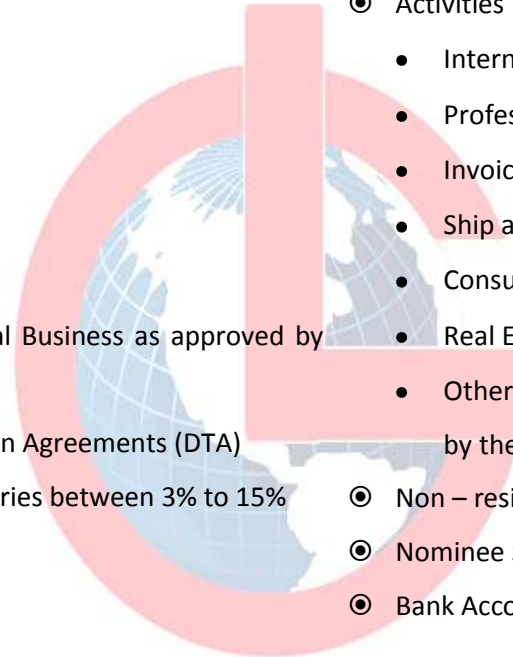 al Business as approved by
n Agreements (DTA)
ries between 3% to 15%
Activities
Intern
Profes
Invoic
Ship a
Consu
Real E
Other
by the
Non – resi
Nominee
Bank Acco